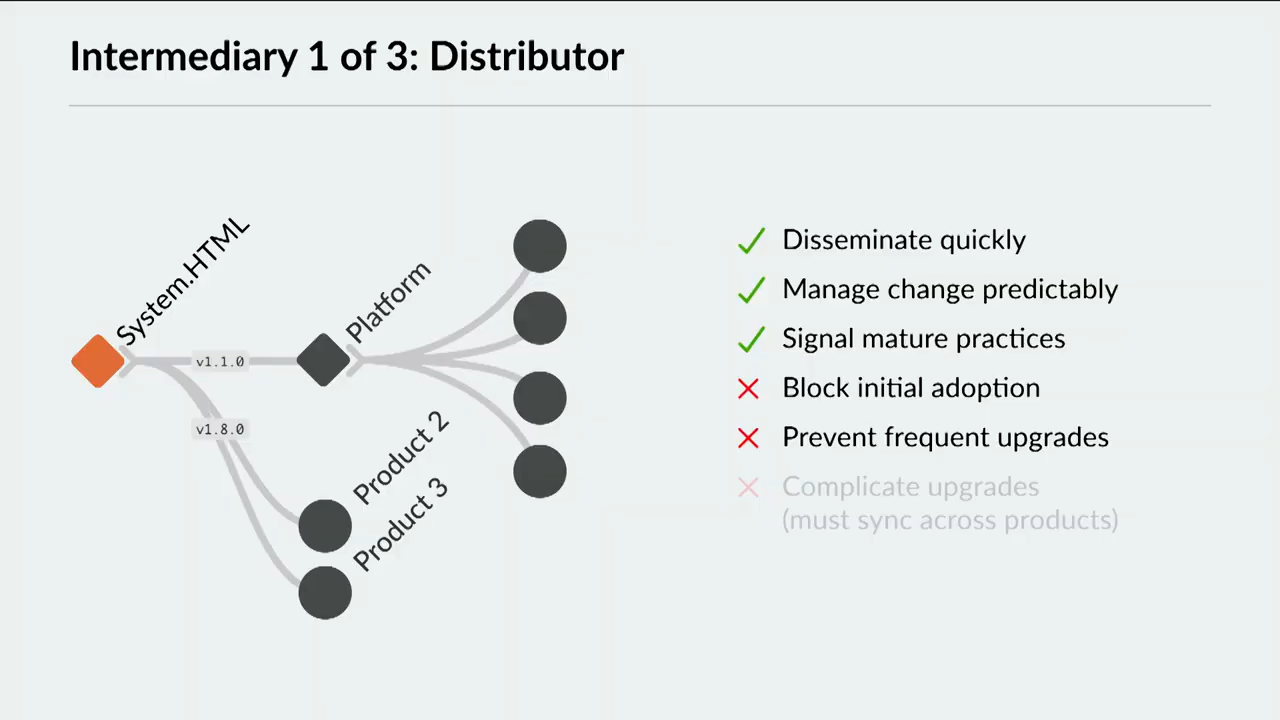 Intermediary 1 of 3: Distributor
System.HTML
Platform
v1.1.0
v1.8.0
Product 2
Product 3
Disseminate quickly
Manage change predictably
Signal mature practices
Block initial adoption
Prevent frequent upgrades
Complicate upgrades
(must sync across products)